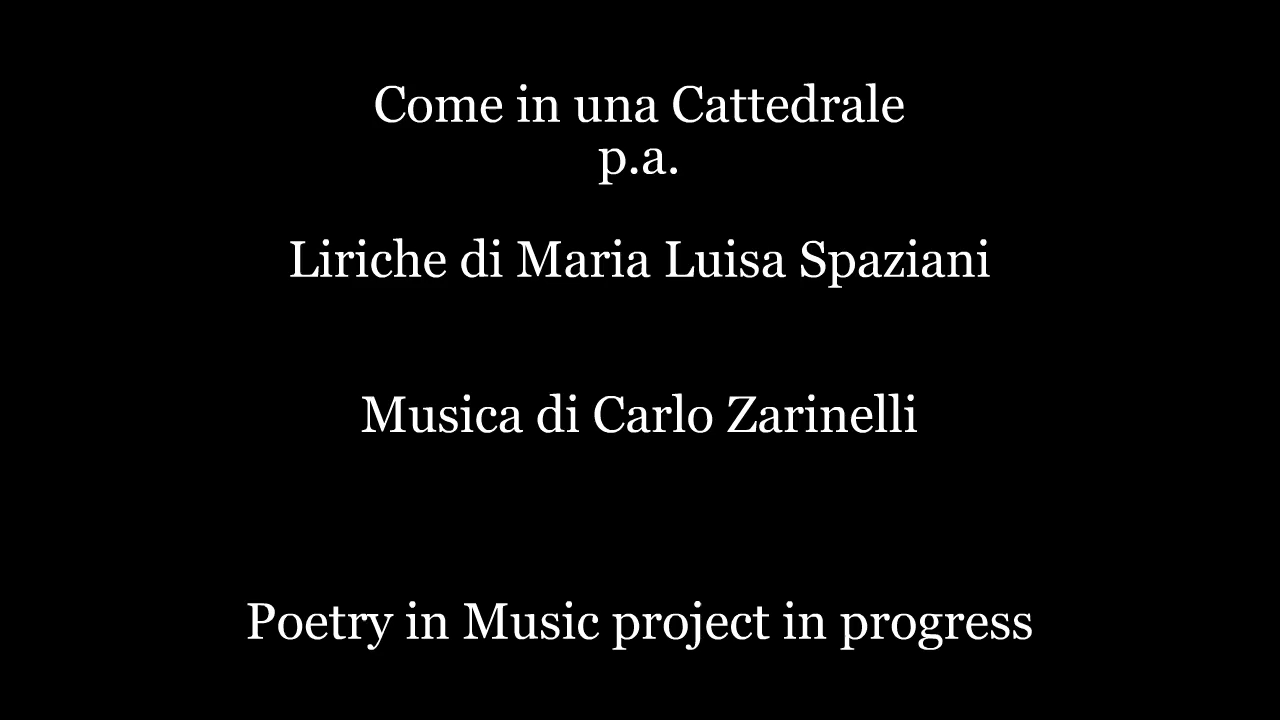 Come in una Cattedrale
p.a.
Liriche di Maria Luisa Spaziani
Musica di Carlo Zarinelli
Poetry in Music project in progress